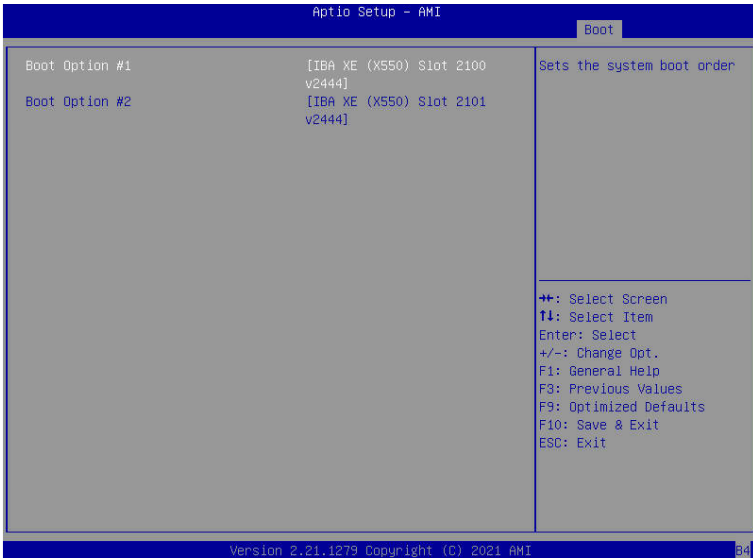 Aptio Setup – AMI
Boot
Boot Option #1 [IBA XE (X550) Slot 2100
v2444]
Boot Option #2 [IBA XE (X550) Slot 2101
v2444]
Sets the system boot order
→←: Select Screen
↑↓: Select Item
Enter: Select
+/-: Change Opt.
F1: General Help
F3: Previous Values
F9: Optimized Defaults
F10: Save & Exit
ESC: Exit
Version 2.21.1279 Copyright (C) 2021 AMI
B4